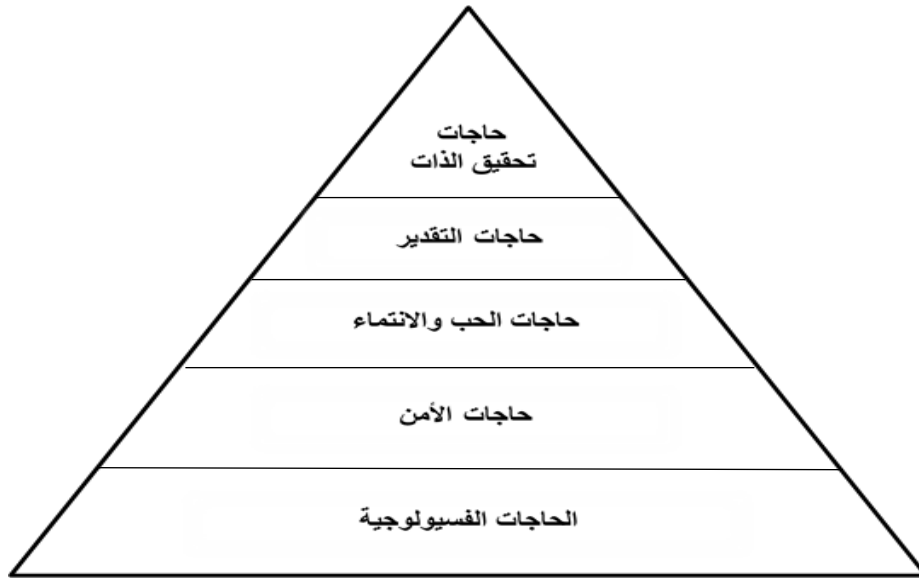 حاجات
تحقيق الذات
حاجات التقدير
حاجات الحب والانتماء
حاجات الأمن
الحاجات الفسيولوجية